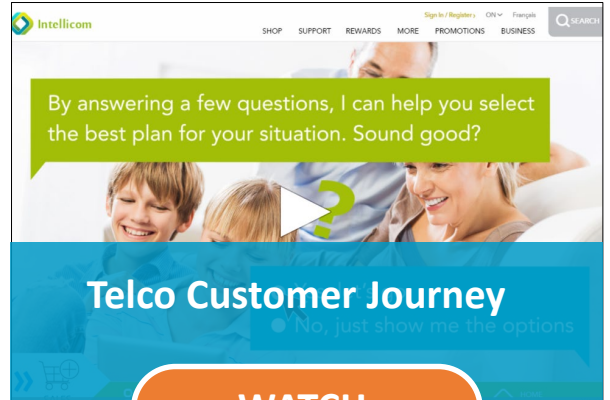 Intellicom
Sign In / Register ON Français
SEARCH
SHOP SUPPORT REWARDS MORE PROMOTIONS BUSINESS
By answering a few questions, I can help you select
the best plan for your situation. Sound good?
?
Telco Customer Journey
No, just show me the options
WATCH